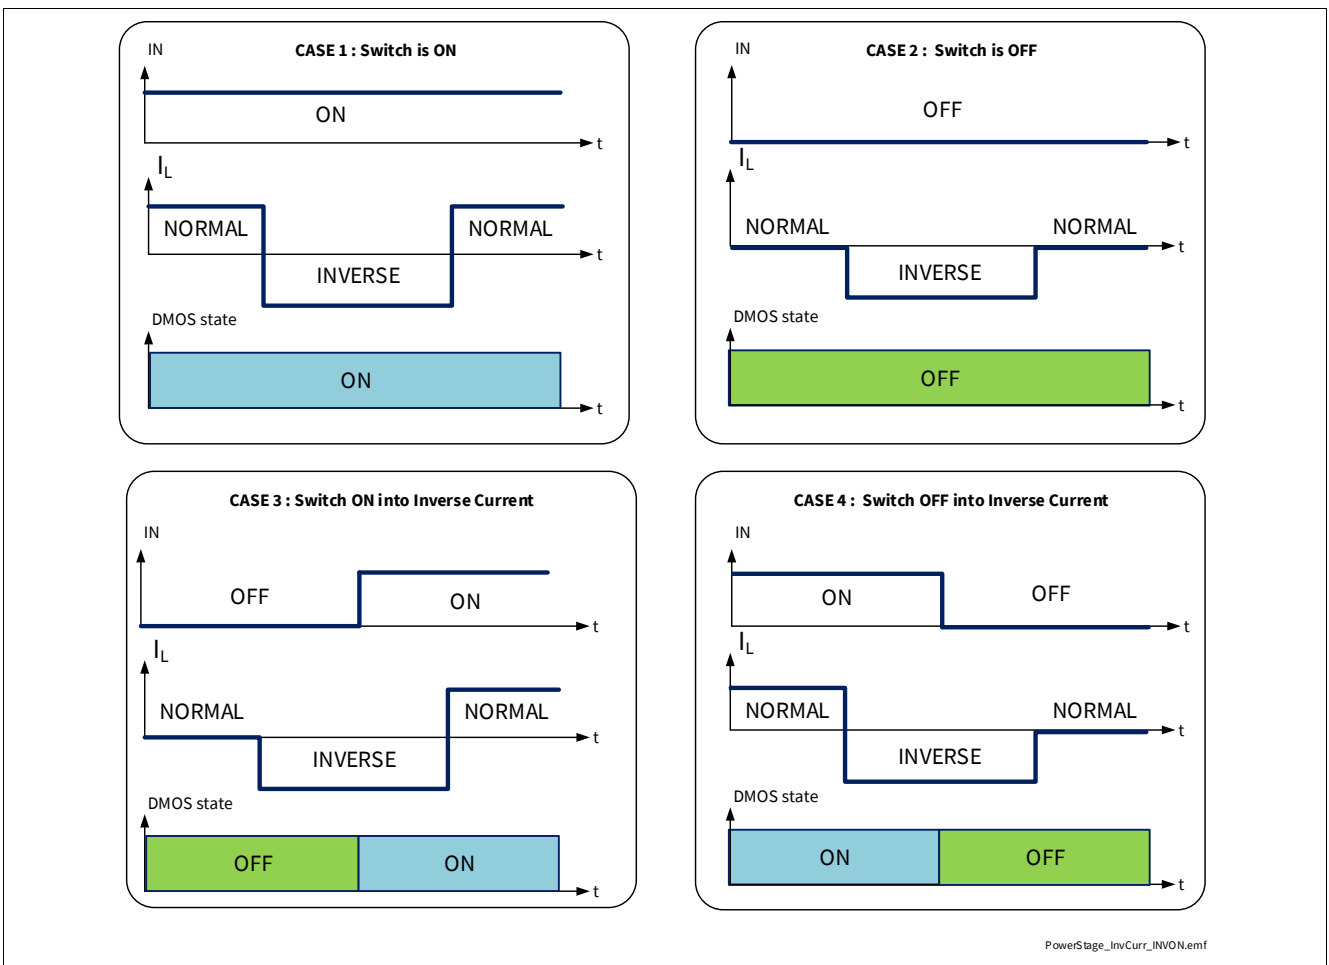 CASE 1 : Switch is ON
IN
ON
t
IL
NORMAL
NORMAL
t
INVERSE
DMOS state
ON
t
CASE 2 : Switch is OFF
IN
OFF
t
IL
NORMAL
NORMAL
t
INVERSE
DMOS state
OFF
t
CASE 3 : Switch ON into Inverse Current
IN
OFF
ON
t
IL
NORMAL
NORMAL
t
INVERSE
DMOS state
OFF
ON
t
CASE 4 : Switch OFF into Inverse Current
IN
ON
OFF
t
IL
NORMAL
NORMAL
t
INVERSE
DMOS state
ON
OFF
t
PowerStage_InvCurr_INVON.emf